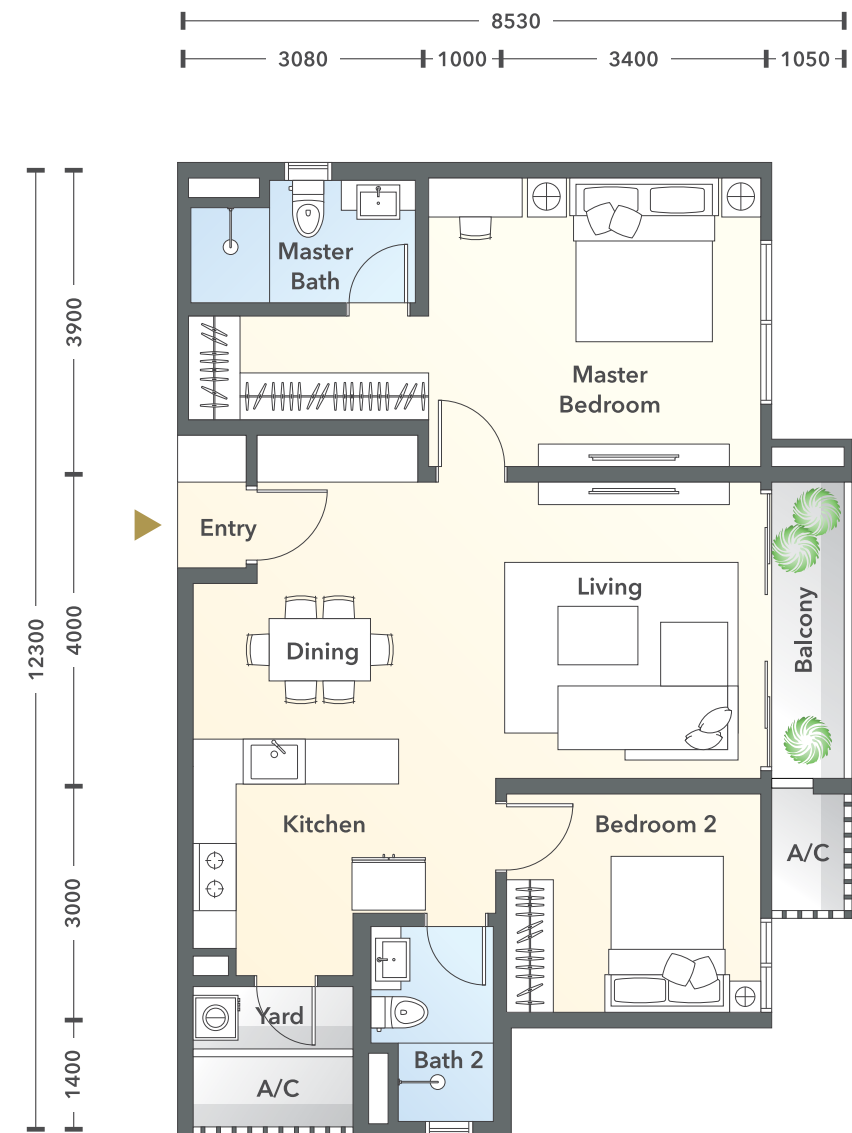 8530
3080
1000
3400
1050
Master
Bath
3900
Master
Bedroom
Entry
Living
Balcony
12300
4000
Dining
Kitchen
Bedroom 2
A/C
3000
Yard
Bath 2
1400
A/C